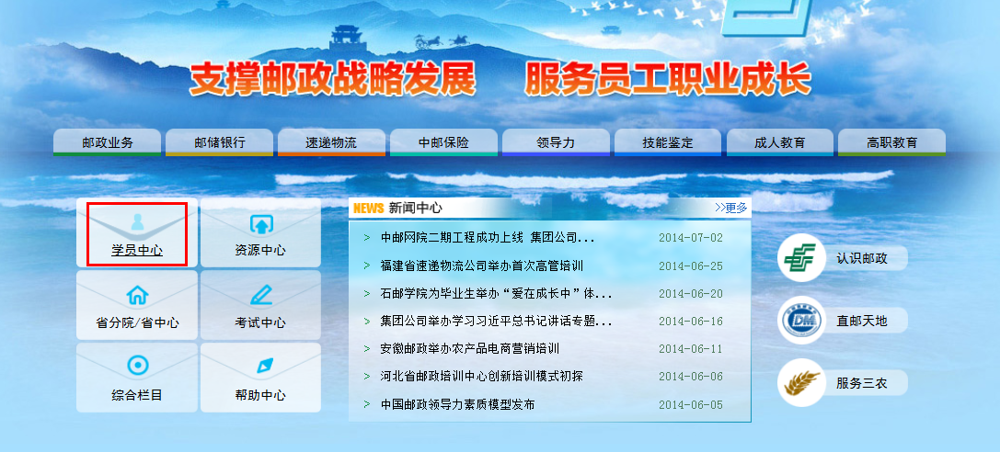 支撑邮政战略发展 服务员工职业成长
邮政业务 邮储银行 速递物流 中邮保险 领导力 技能鉴定 成人教育 高职教育
学员中心 资源中心
省分院/省中心 考试中心
综合栏目 帮助中心
NEWS 新闻中心 >>更多
> 中邮网院二期工程成功上线 集团公司... 2014-07-02
> 福建省速递物流公司举办首次高管培训 2014-06-25
> 石邮学院为毕业生举办“爱在成长中”体... 2014-06-20
> 集团公司举办学习习近平总书记讲话专题... 2014-06-16
> 安徽邮政举办农产品电商营销培训 2014-06-11
> 河北省邮政培训中心创新培训模式初探 2014-06-06
> 中国邮政领导力素质模型发布 2014-06-05
认识邮政
DM 直邮天地
服务三农